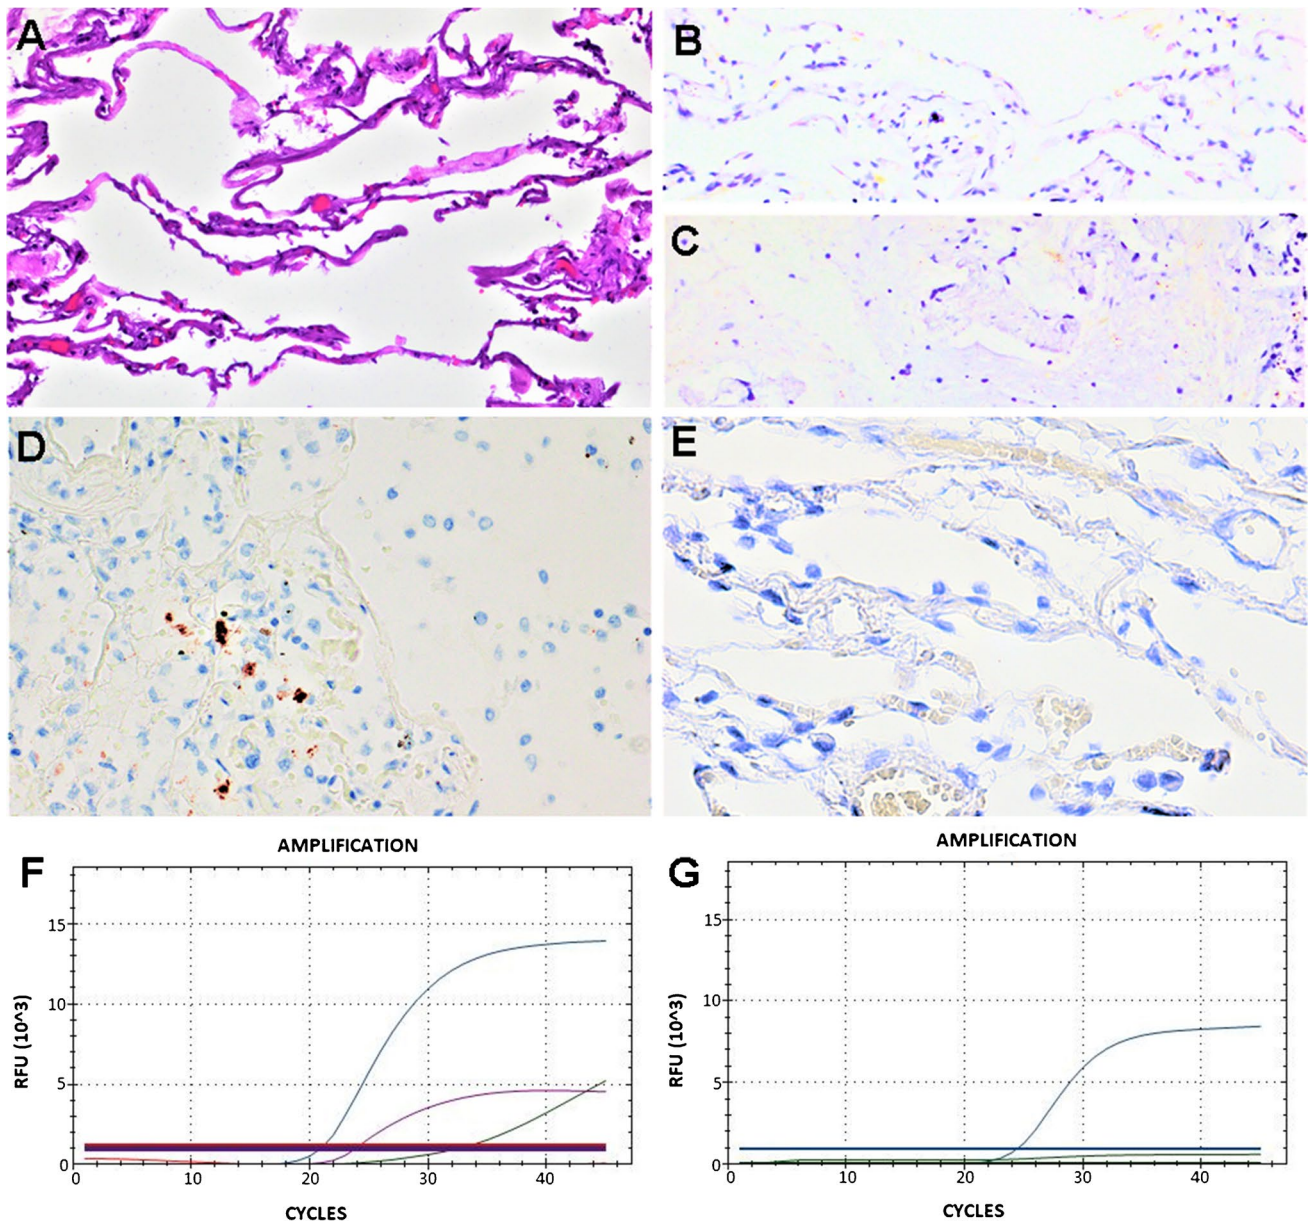 A
B
C
D
E
AMPLIFICATION
F
RFU (10^3)
15
10
5
0
0
10
20
30
40
CYCLES
AMPLIFICATION
G
RFU (10^3)
15
10
5
0
0
10
20
30
40
CYCLES